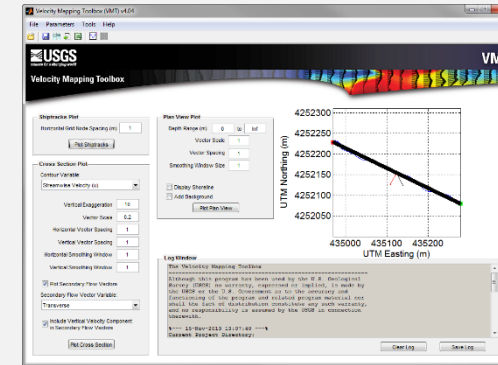 Velocity Mapping Toolbox (VMT) v4.04
File Parameters Tools Help
USGS
VM
Velocity Mapping Toolbox
Shiptracks Plot
Horizontal Grid Node Spacing (m) 1
Plot Shiptracks
Cross Section Plot
Contour Variable
Streamwise Velocity (u)
Vertical Exaggeration 10
Vector Scale 0.2
Horizontal Vector Spacing 1
Vertical Vector Spacing 1
Horizontal Smoothing Window 1
Vertical Smoothing Window 1
Plot Secondary Flow Vectors
Secondary Flow Vector Variable:
Transverse
Include Vertical Velocity Component
in Secondary Flow Vectors
Plot Cross Section
Plan View Plot
Depth Range (m) 0 to inf
Vector Scale 1
Vector Spacing 1
Smoothing Window Size 1
Display Shoreline
Add Background
Plot Plan View
UTM Northing (m)
4252300
4252250
4252200
4252150
4252100
4252050
435000 435100 435200
UTM Easting (m)
Log Window
The Velocity Mapping Toolbox
Although this program has been used by the U.S. Geological
Survey (USGS) no warranty, expressed or implied, is made by
the USGS or the U.S. Government as to the accuracy and
functioning of the program and related program material nor
shall the fact of distribution constitute any such warranty,
and no responsibility is assumed by the USGS in connection
therewith.
Current Project Directory:
Clear Log
Save Log